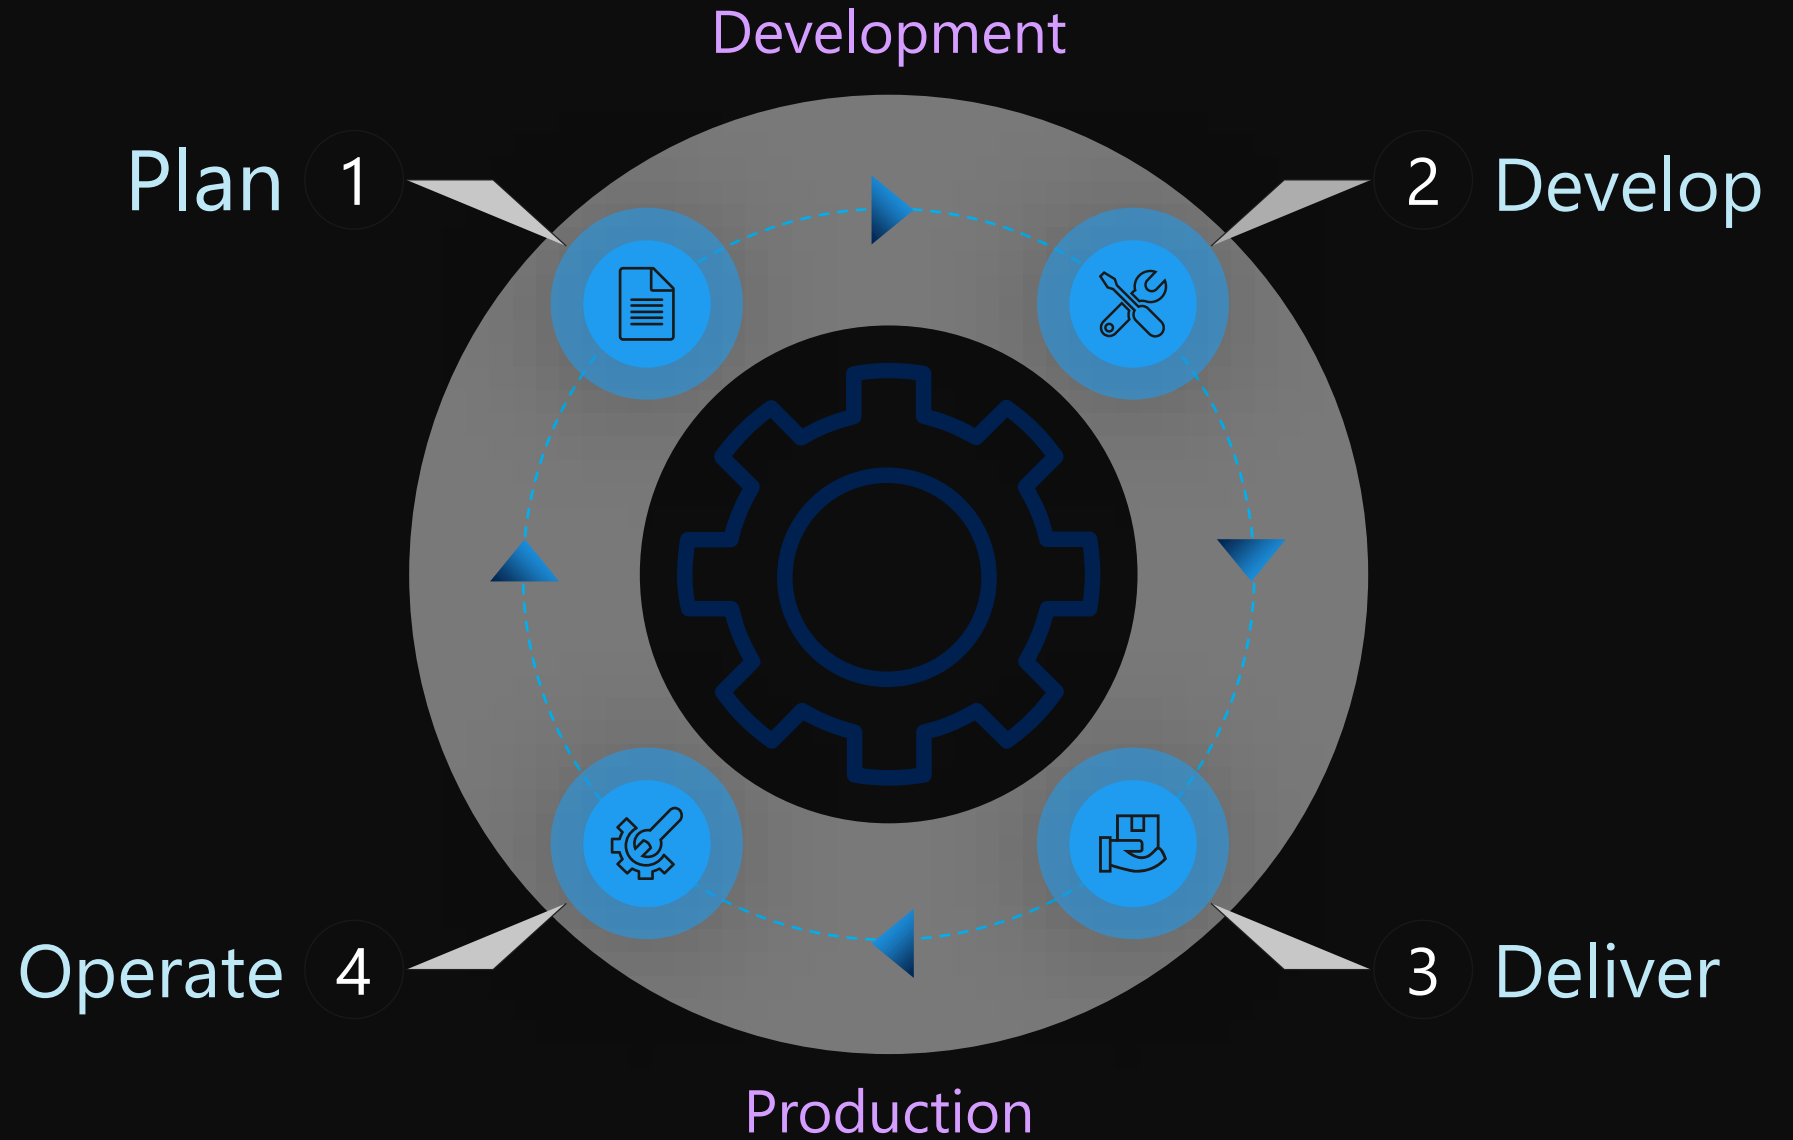 Development
Plan 1
2 Develop
Operate 4
3 Deliver
Production